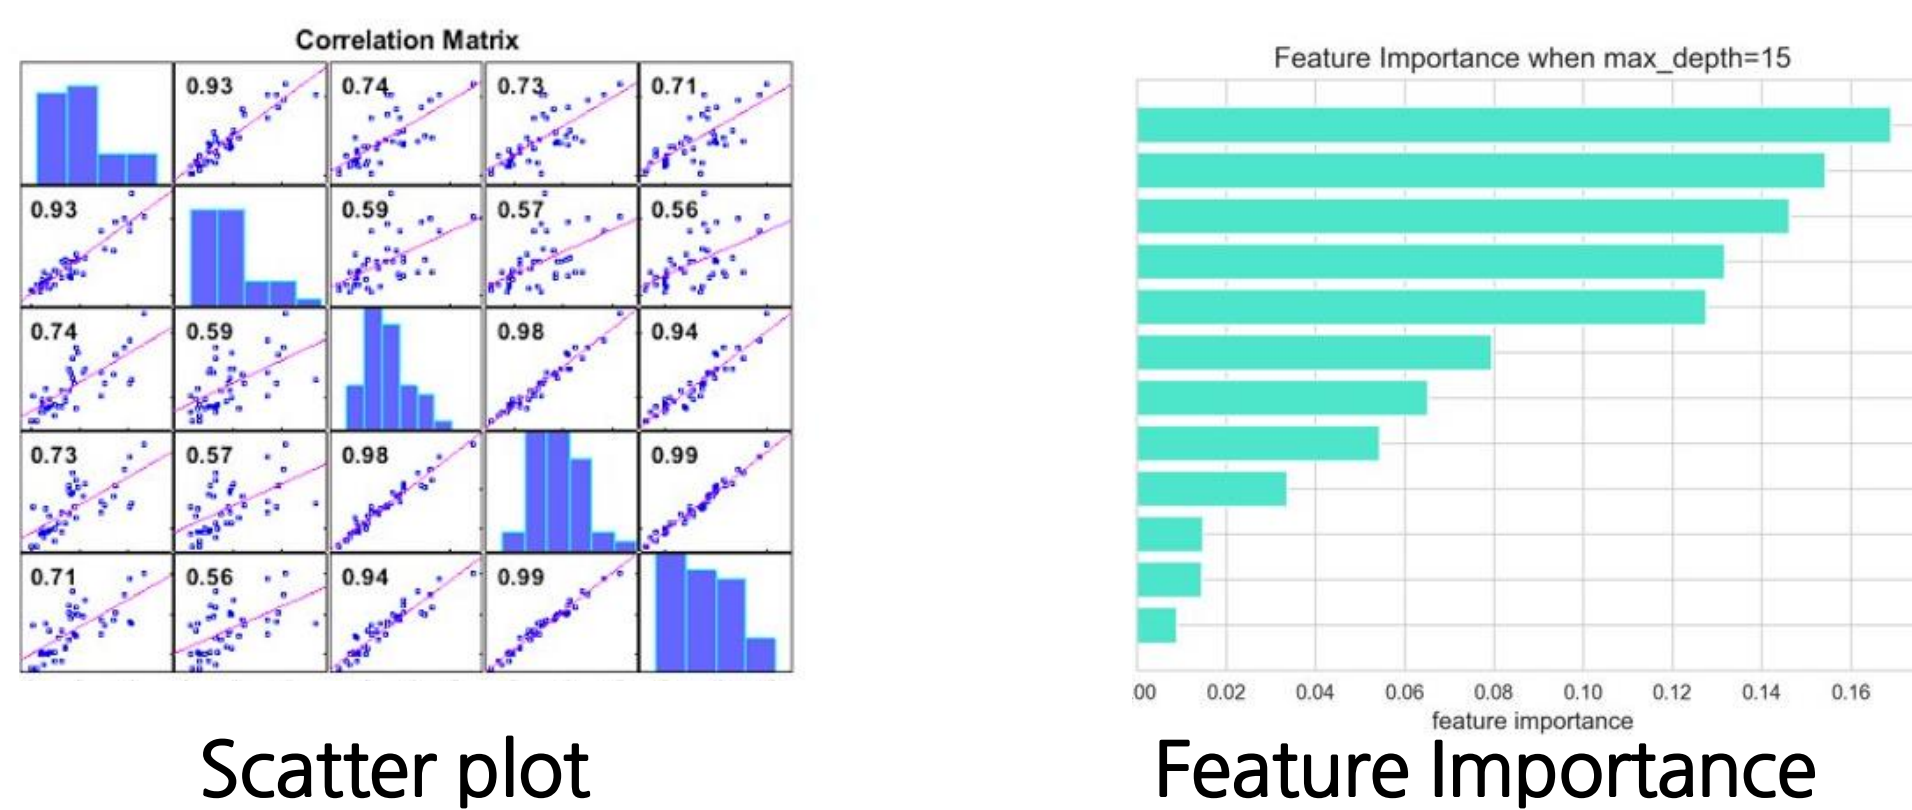 Correlation Matrix
0.93 0.74 0.73 0.71
0.93 0.59 0.57 0.56
0.74 0.59 0.98 0.94
0.73 0.57 0.98 0.99
0.71 0.56 0.94 0.99
Scatter plot
Feature Importance when max_depth=15
.00 0.02 0.04 0.06 0.08 0.10 0.12 0.14 0.16
feature importance
Feature Importance